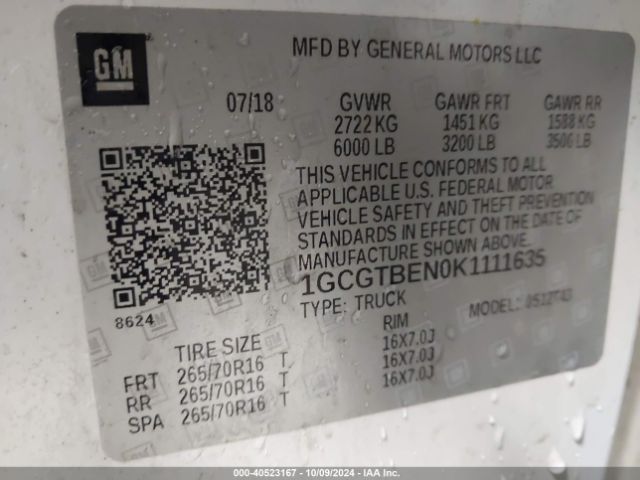 GM
MFD BY GENERAL MOTORS LLC
07/18 GVWR GAWR FRT GAWR RR
2722 KG 1451 KG 1588 KG
6000 LB 3200 LB 3506 LB
THIS VEHICLE CONFORMS TO ALL
APPLICABLE U.S. FEDERAL MOTOR
VEHICLE SAFETY AND THEFT PREVENTION
STANDARDS IN EFFECT ON THE DATE OF
MANUFACTURE SHOWN ABOVE.
1GCGTBEN0K1111635
8624
TYPE: TRUCK MODEL:
TIRE SIZE RIM
FRT 265/70R16 T 16X7.0J
RR 265/70R16 T 16X7.0J
SPA 265/70R16 T 16X7.0J
000-40523167 - 10/09/2024 - IAA Inc.